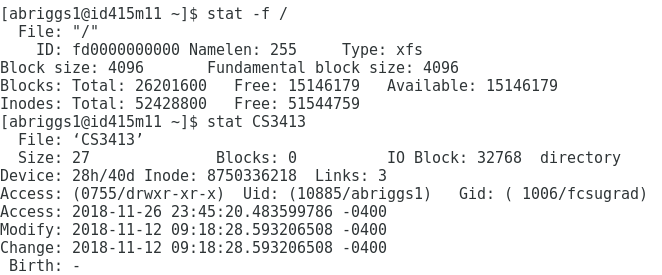 [abriggs1@id415m11 ~]$ stat -f /
  File: "/"
    ID: fd0000000000 Namelen: 255     Type: xfs
Block size: 4096       Fundamental block size: 4096
Blocks: Total: 26201600   Free: 15146179   Available: 15146179
Inodes: Total: 52428800   Free: 51544759
[abriggs1@id415m11 ~]$ stat CS3413
  File: ‘CS3413’
  Size: 27              Blocks: 0          IO Block: 32768  directory
Device: 28h/40d Inode: 8750336218  Links: 3
Access: (0755/drwxr-xr-x)  Uid: (10885/abriggs1)   Gid: ( 1006/fcsugrad)
Access: 2018-11-26 23:45:20.483599786 -0400
Modify: 2018-11-12 09:18:28.593206508 -0400
Change: 2018-11-12 09:18:28.593206508 -0400
 Birth: -